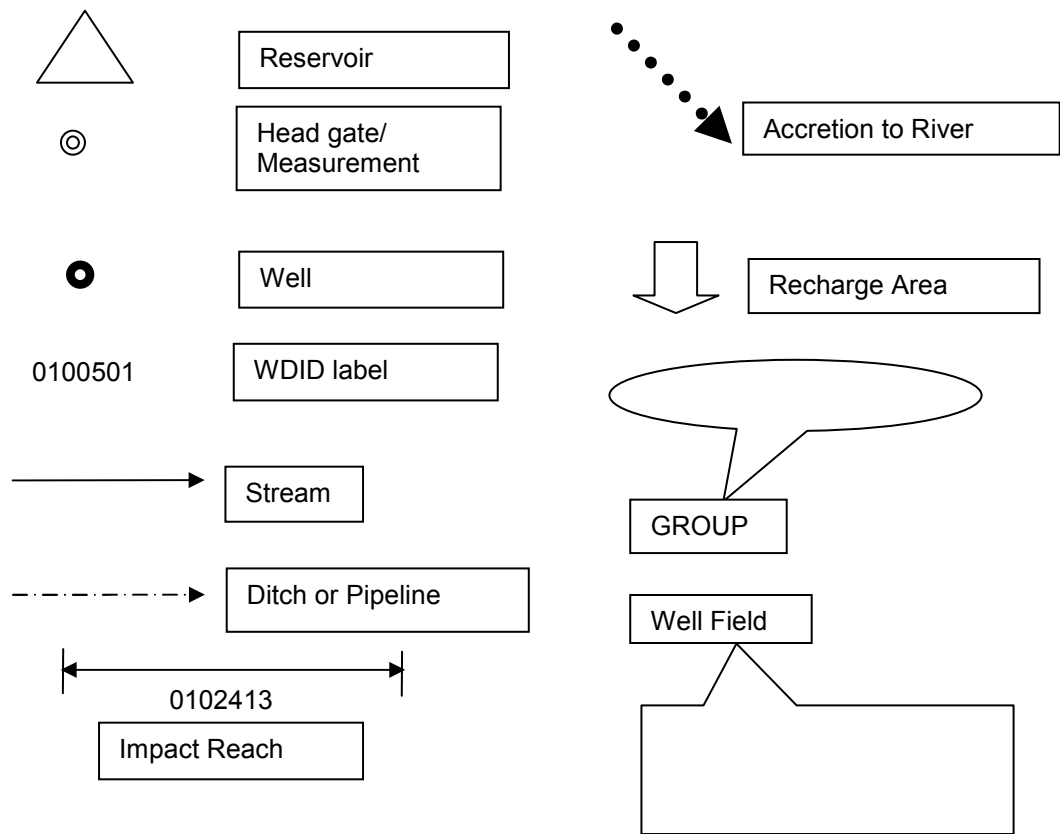 Reservoir
Head gate/
Measurement
Well
0100501
WDID label
Stream
Ditch or Pipeline
0102413
Impact Reach
Accretion to River
Recharge Area
GROUP
Well Field